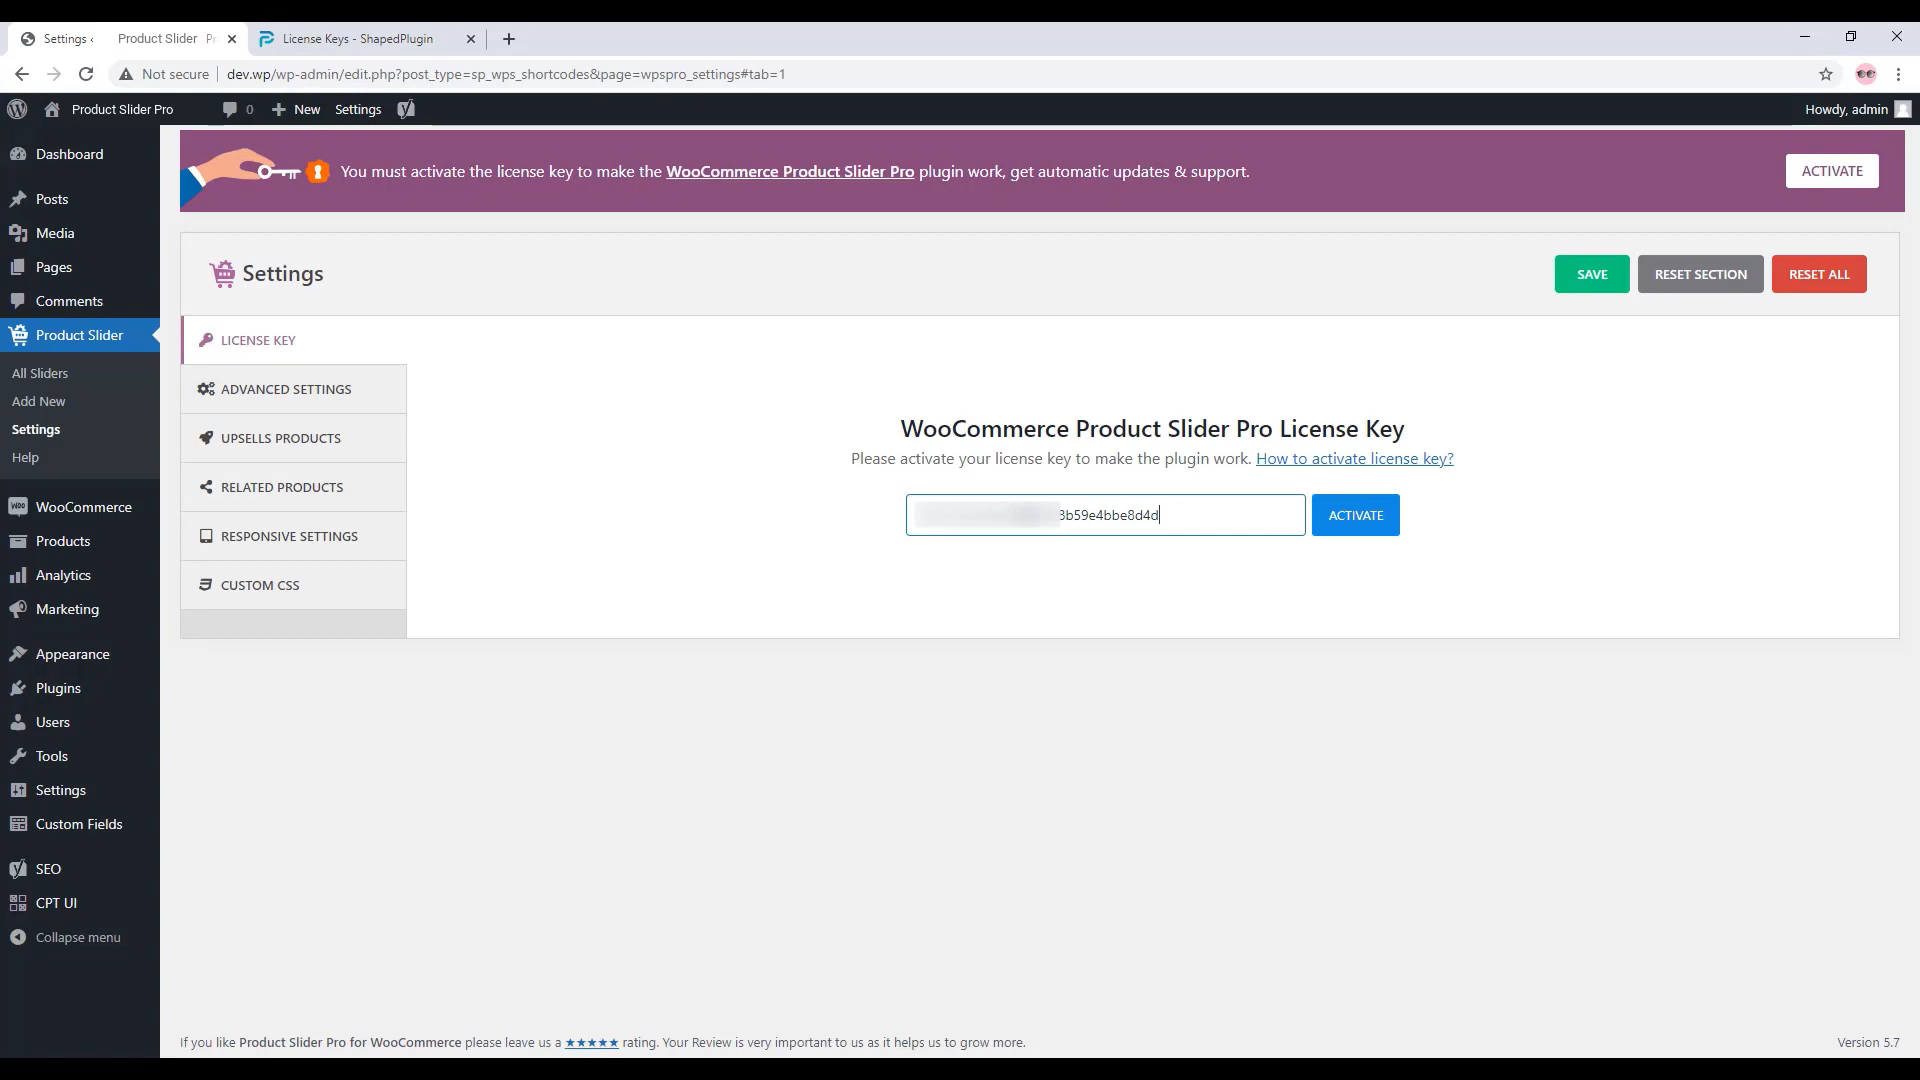 Settings ‹ Product Slider
License Keys - ShapedPlugin
Not secure
dev.wp/wp-admin/edit.php?post_type=sp_wps_shortcodes&page=wpspro_settings#tab=1
Product Slider Pro
0
New
Settings
Howdy, admin
Dashboard
Posts
Media
Pages
Comments
Product Slider
All Sliders
Add New
Settings
Help
WooCommerce
Products
Analytics
Marketing
Appearance
Plugins
Users
Tools
Settings
Custom Fields
SEO
CPT UI
Collapse menu
You must activate the license key to make the WooCommerce Product Slider Pro plugin work, get automatic updates & support.
ACTIVATE
Settings
SAVE
RESET SECTION
RESET ALL
LICENSE KEY
ADVANCED SETTINGS
UPSELLS PRODUCTS
RELATED PRODUCTS
RESPONSIVE SETTINGS
CUSTOM CSS
WooCommerce Product Slider Pro License Key
Please activate your license key to make the plugin work. How to activate license key?
3b59e4bbe8d4d
ACTIVATE
If you like Product Slider Pro for WooCommerce please leave us a ★★★★★ rating. Your Review is very important to us as it helps us to grow more.
Version 5.7